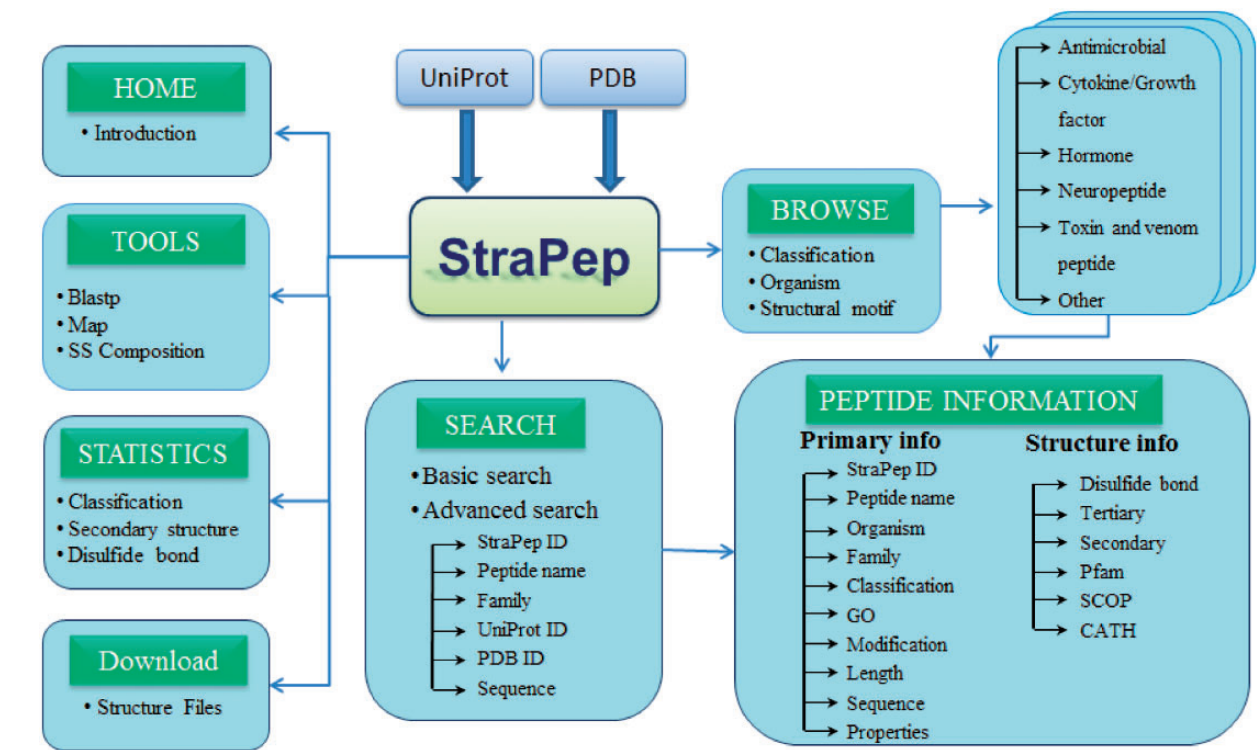 HOME
• Introduction
TOOLS
• Blastp
• Map
• SS Composition
STATISTICS
• Classification
• Secondary structure
• Disulfide bond
Download
• Structure Files
UniProt
PDB
StraPep
SEARCH
• Basic search
• Advanced search
StraPep ID
Peptide name
Family
UniProt ID
PDB ID
Sequence
BROWSE
• Classification
• Organism
• Structural motif
Antimicrobial
Cytokine/Growth
factor
Hormone
Neuropeptide
Toxin and venom
peptide
Other
PEPTIDE INFORMATION
Primary info
StraPep ID
Peptide name
Organism
Family
Classification
GO
Modification
Length
Sequence
Properties
Structure info
Disulfide bond
Tertiary
Secondary
Pfam
SCOP
CATH